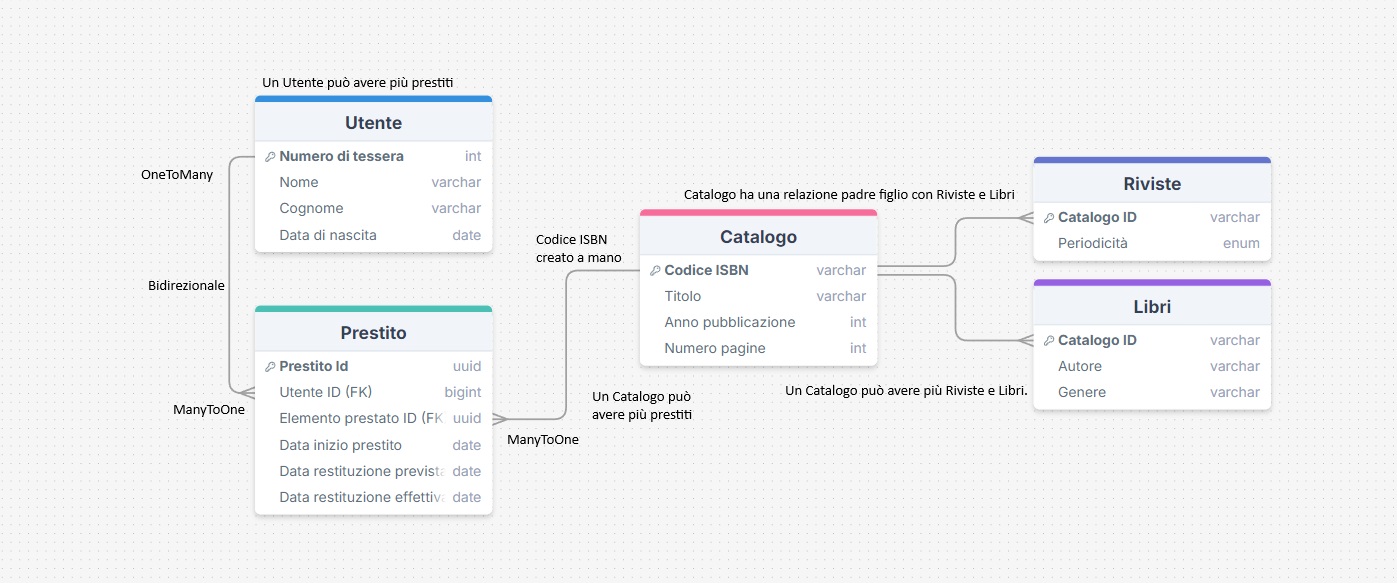 Un Utente può avere più prestiti
Utente
Numero di tessera int
Nome varchar
Cognome varchar
Data di nascita date
OneToMany
Bidirezionale
ManyToOne
Prestito
Prestito Id uuid
Utente ID (FK) bigint
Elemento prestato ID (FK uuid
Data inizio prestito date
Data restituzione prevista date
Data restituzione effettiva date
ManyToOne
Codice ISBN
creato a mano
Un Catalogo può
avere più prestiti
Catalogo ha una relazione padre figlio con Riviste e Libri
Catalogo
Codice ISBN varchar
Titolo varchar
Anno pubblicazione int
Numero pagine int
Un Catalogo può avere più Riviste e Libri.
Riviste
Catalogo ID varchar
Periodicità enum
Libri
Catalogo ID varchar
Autore varchar
Genere varchar